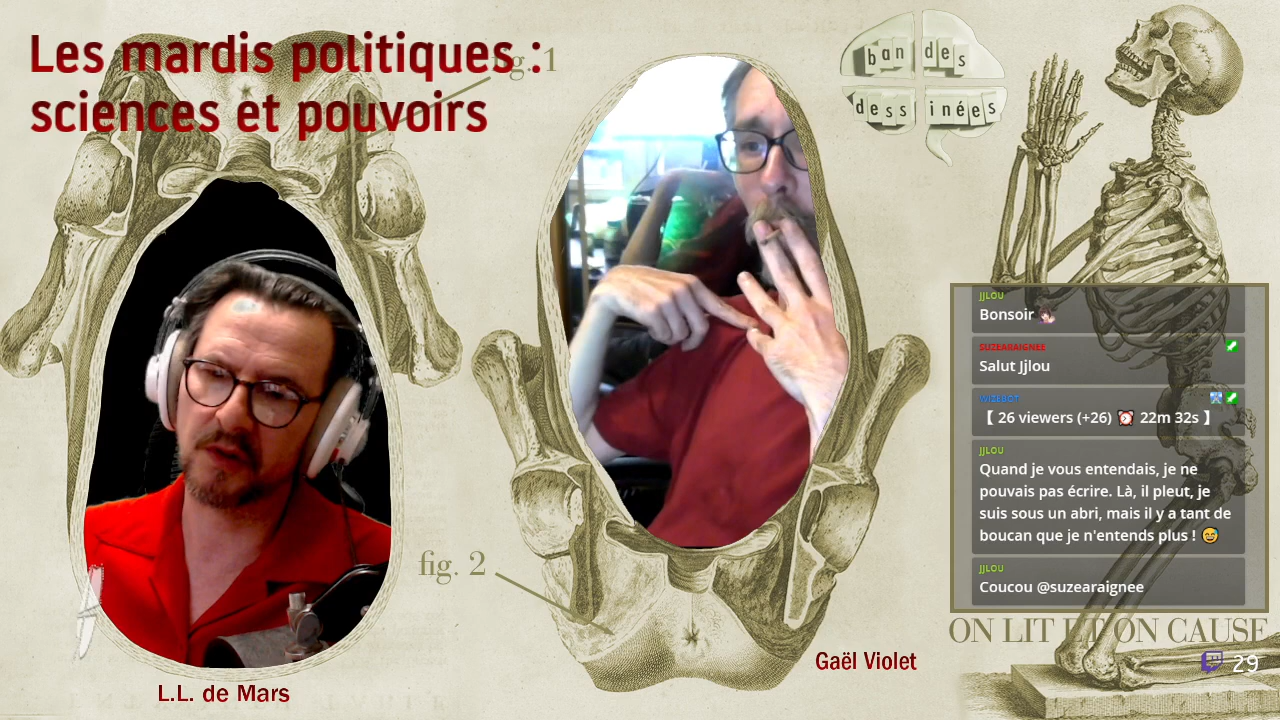 Les mardis politiques :
sciences et pouvoirs
fig. 1
ban des
dess inées
JJLOU
Bonsoir
SUZEARAIGNEE
Salut Jjlou
【 26 viewers (+26) ⏰ 22m 32s 】
JJLOU
Quand je vous entendais, je ne
pouvais pas écrire. Là, il pleut, je
suis sous un abri, mais il y a tant de
boucan que je n'entends plus ! 😅
JJLOU
Coucou @suzearaignee
fig. 2
ON LIT ET ON CAUSE
29
Gaël Violet
L.L. de Mars